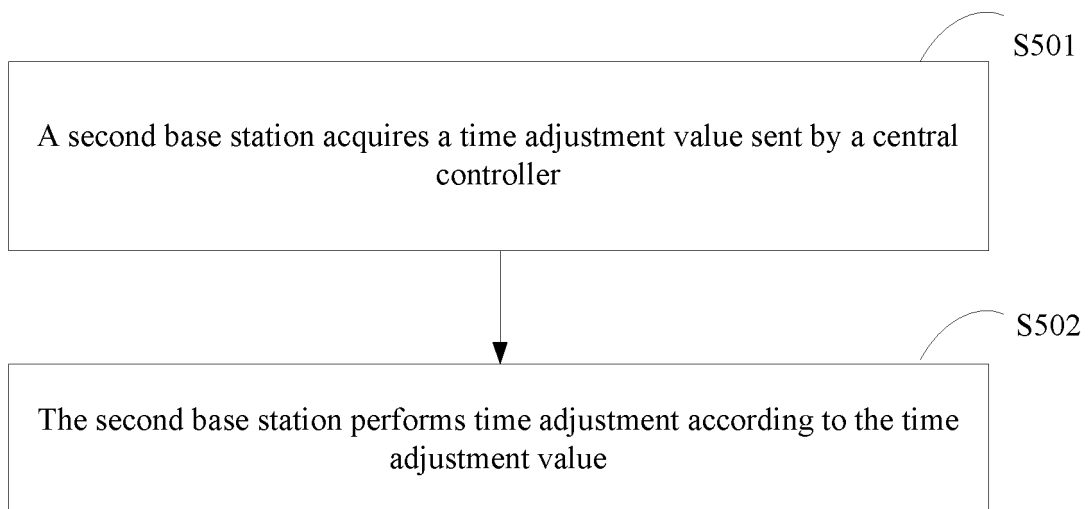 S501
A second base station acquires a time adjustment value sent by a central
controller
S502
The second base station performs time adjustment according to the time
adjustment value